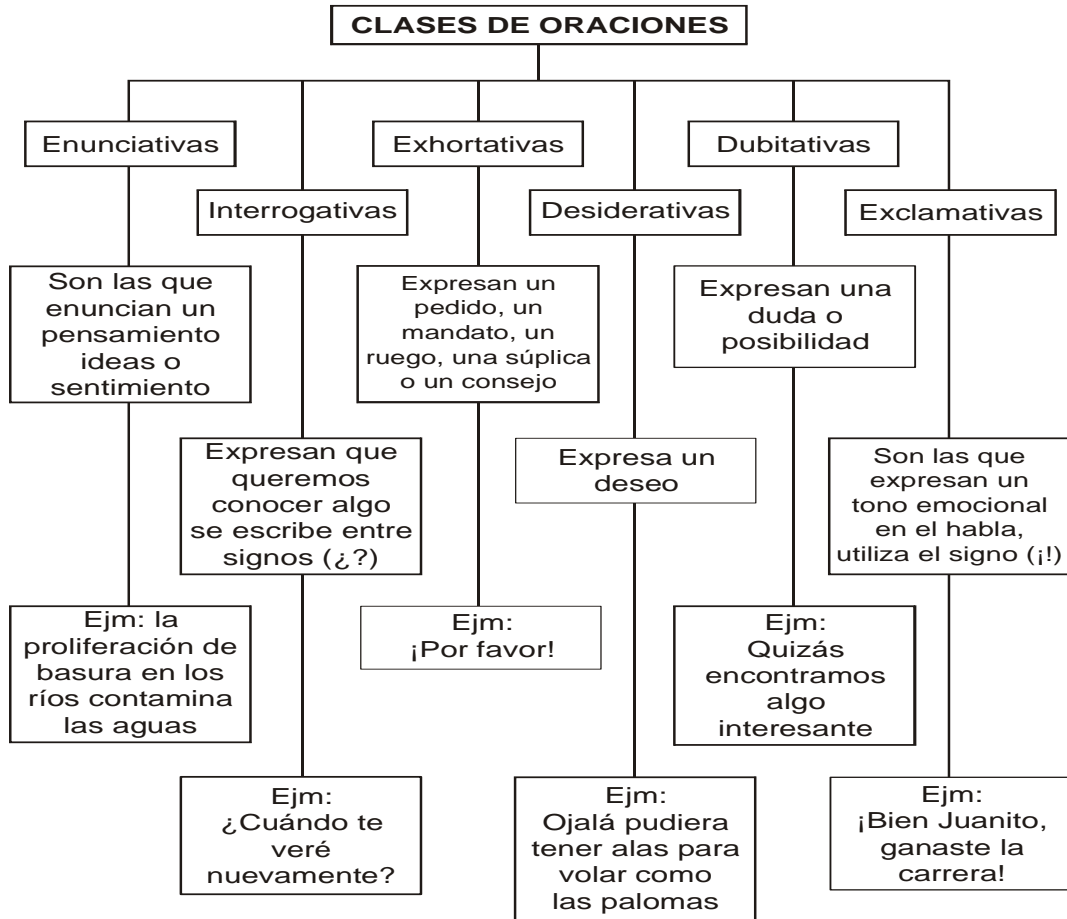 CLASES DE ORACIONES
Enunciativas
Exhortativas
Dubitativas
Interrogativas
Desiderativas
Exclamativas
Son las que
enuncian un
pensamiento
ideas o
sentimiento
Expresan un
pedido, un
mandato, un
ruego, una súplica
o un consejo
Expresan una
duda o
posibilidad
Expresan que
queremos
conocer algo
se escribe entre
signos (¿?)
Expresa un
deseo
Son las que
expresan un
tono emocional
en el habla,
utiliza el signo (¡!)
Ejm: la
proliferación de
basura en los
ríos contamina
las aguas
Ejm:
¡Por favor!
Ejm:
Quizás
encontramos
algo
interesante
Ejm:
¿Cuándo te
veré
nuevamente?
Ejm:
Ojalá pudiera
tener alas para
volar como
las palomas
Ejm:
¡Bien Juanito,
ganaste la
carrera!